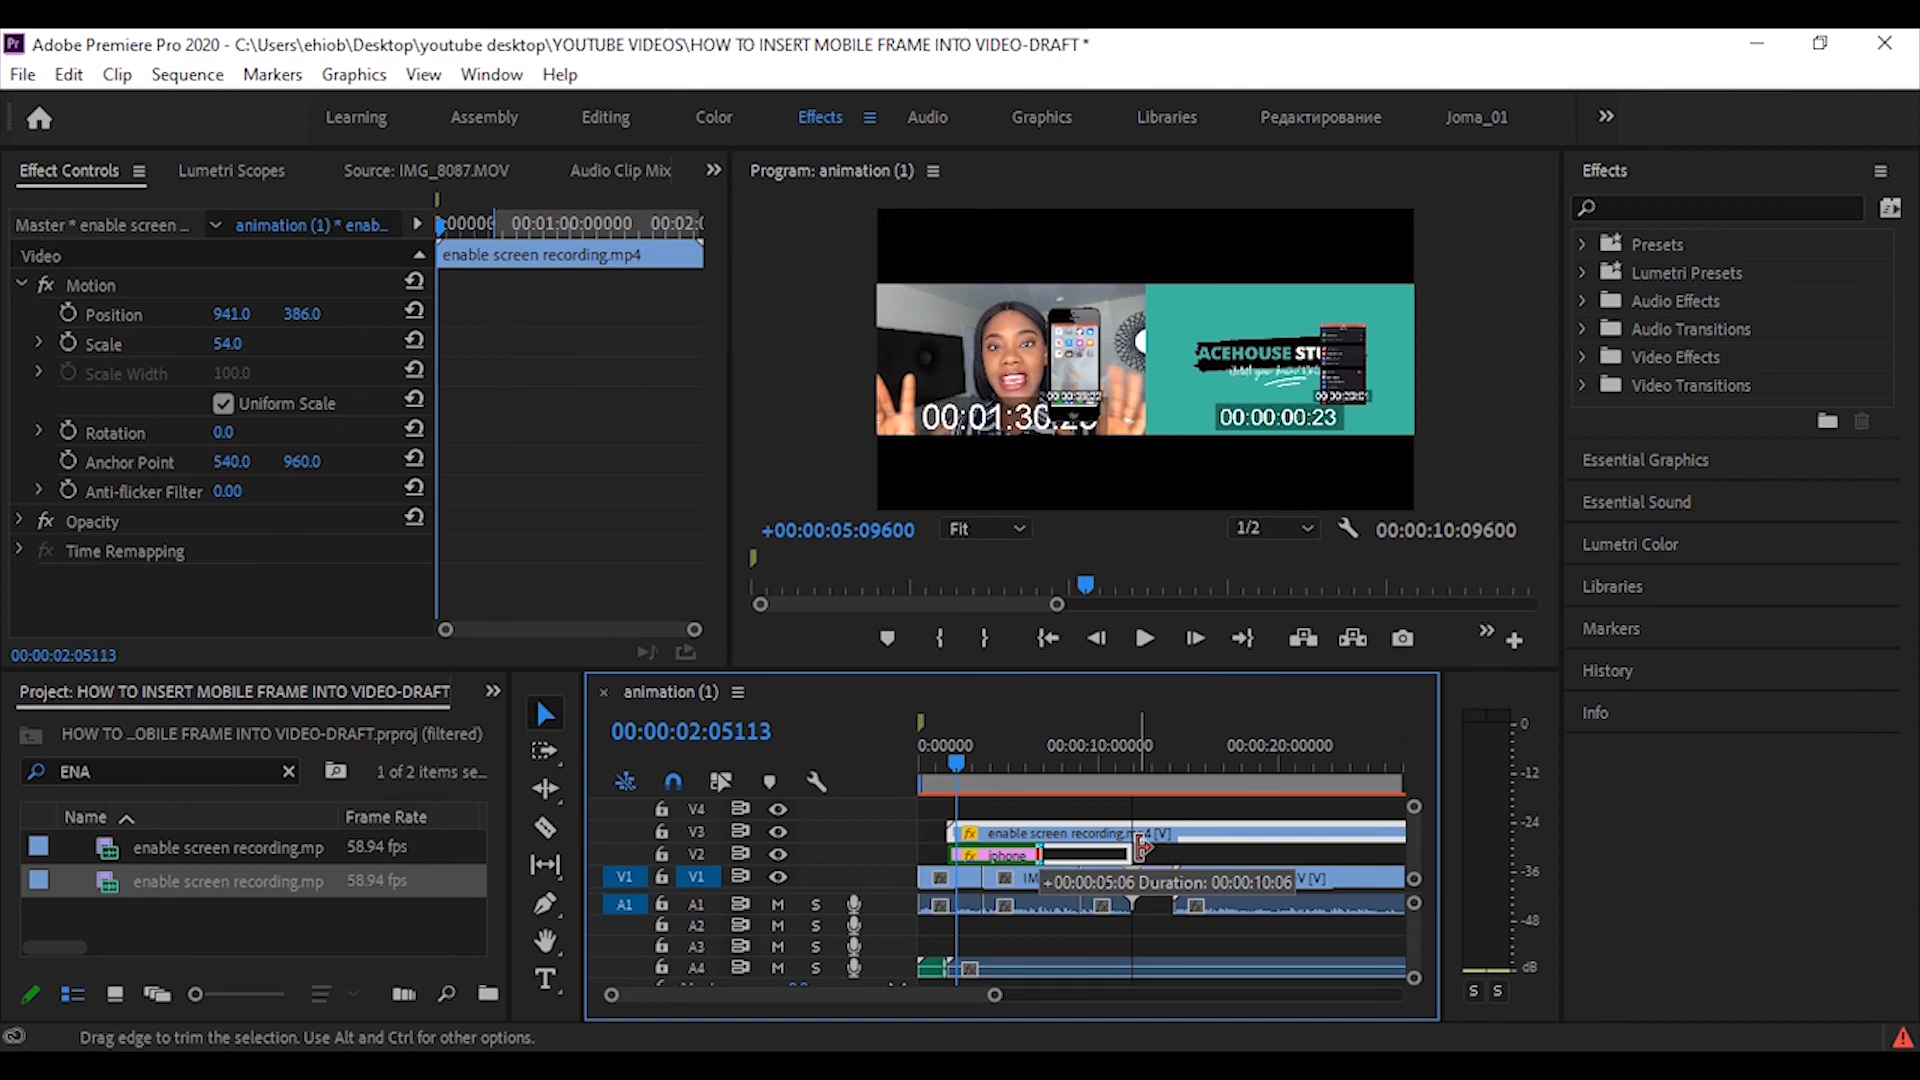 Adobe Premiere Pro 2020 - C:\Users\ehiob\Desktop\youtube desktop\YOUTUBE VIDEOS\HOW TO INSERT MOBILE FRAME INTO VIDEO-DRAFT *
File Edit Clip Sequence Markers Graphics View Window Help
Learning Assembly Editing Color Effects Audio Graphics Libraries Редактирование Joma_01
Effect Controls Lumetri Scopes Source: IMG_8087.MOV Audio Clip Mix
Program: animation (1)
Effects
Master * enable screen ... animation (1) * enab...
00:01:00:00000
Video
enable screen recording.mp4
fx Motion
Position 941.0 386.0
Scale 54.0
Scale Width 100.0
Uniform Scale
Rotation 0.0
Anchor Point 540.0 960.0
Anti-flicker Filter 0.00
fx Opacity
fx Time Remapping
00:00:02:05113
ACEHOUSE STU
00:00:00:23
+00:00:05:09600 Fit 1/2 00:00:10:09600
Presets
Lumetri Presets
Audio Effects
Audio Transitions
Video Effects
Video Transitions
Essential Graphics
Essential Sound
Lumetri Color
Libraries
Markers
History
Info
Project: HOW TO INSERT MOBILE FRAME INTO VIDEO-DRAFT
HOW TO ...OBILE FRAME INTO VIDEO-DRAFT.prproj (filtered)
ENA 1 of 2 items se...
Name Frame Rate
enable screen recording.mp 58.94 fps
enable screen recording.mp 58.94 fps
animation (1)
00:00:02:05113
0:00000 00:00:10:00000 00:00:20:00000
V4
V3 fx enable screen recording.mp4 [V]
V2 fx iphone
V1 V1 IM V [V]
+00:00:05:06 Duration: 00:00:10:06
A1 A1 M S
A2 M S
A3 M S
A4 M S
0
-12
-24
-36
-48
dB
S S
Drag edge to trim the selection. Use Alt and Ctrl for other options.